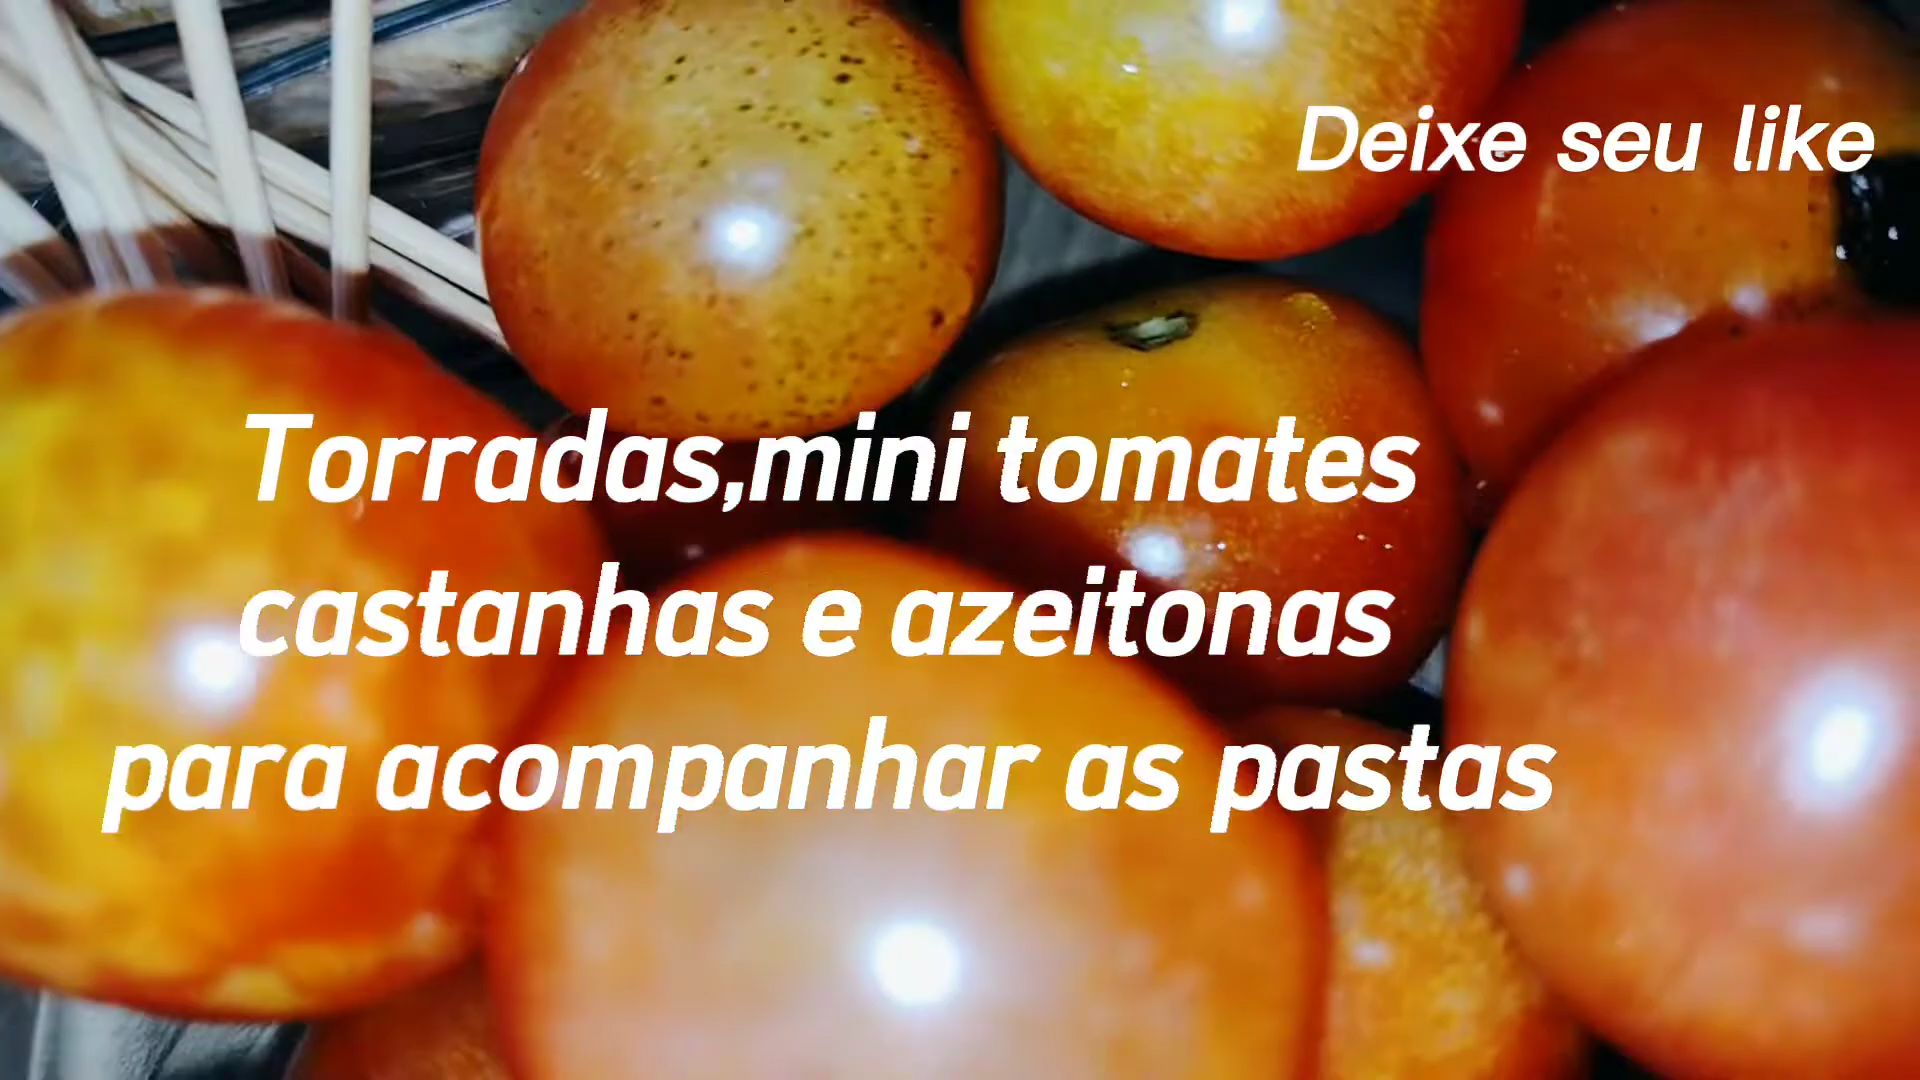 Deixe seu like
Torradas,mini tomates
castanhas e azeitonas
para acompanhar as pastas